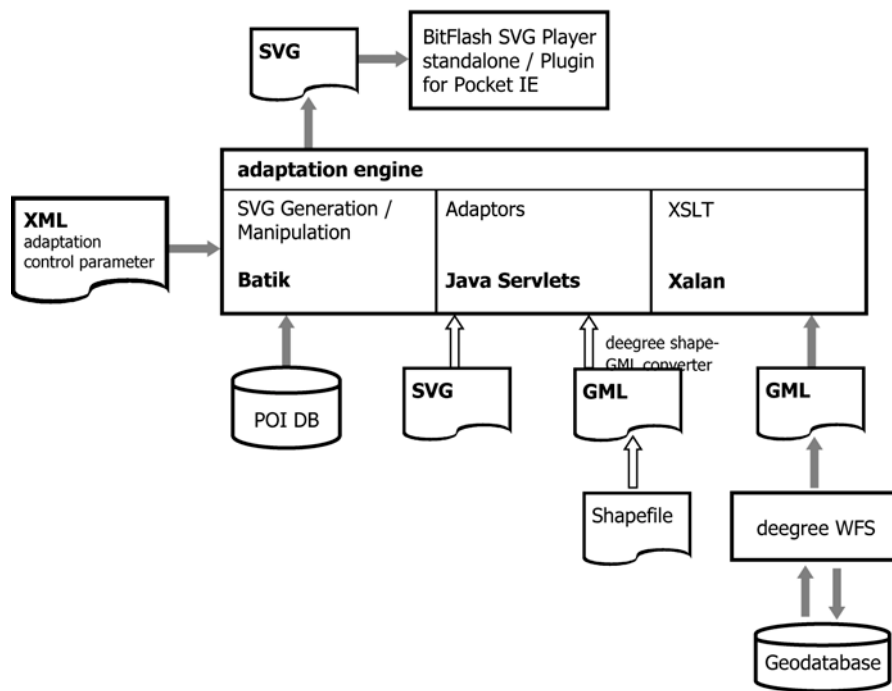 SVG
BitFlash SVG Player
standalone / Plugin
for Pocket IE
adaptation engine
XML
adaptation
control parameter
SVG Generation /
Manipulation
Batik
Adaptors
Java Servlets
XSLT
Xalan
deegree shape-
GML converter
POI DB
SVG
GML
GML
Shapefile
deegree WFS
Geodatabase